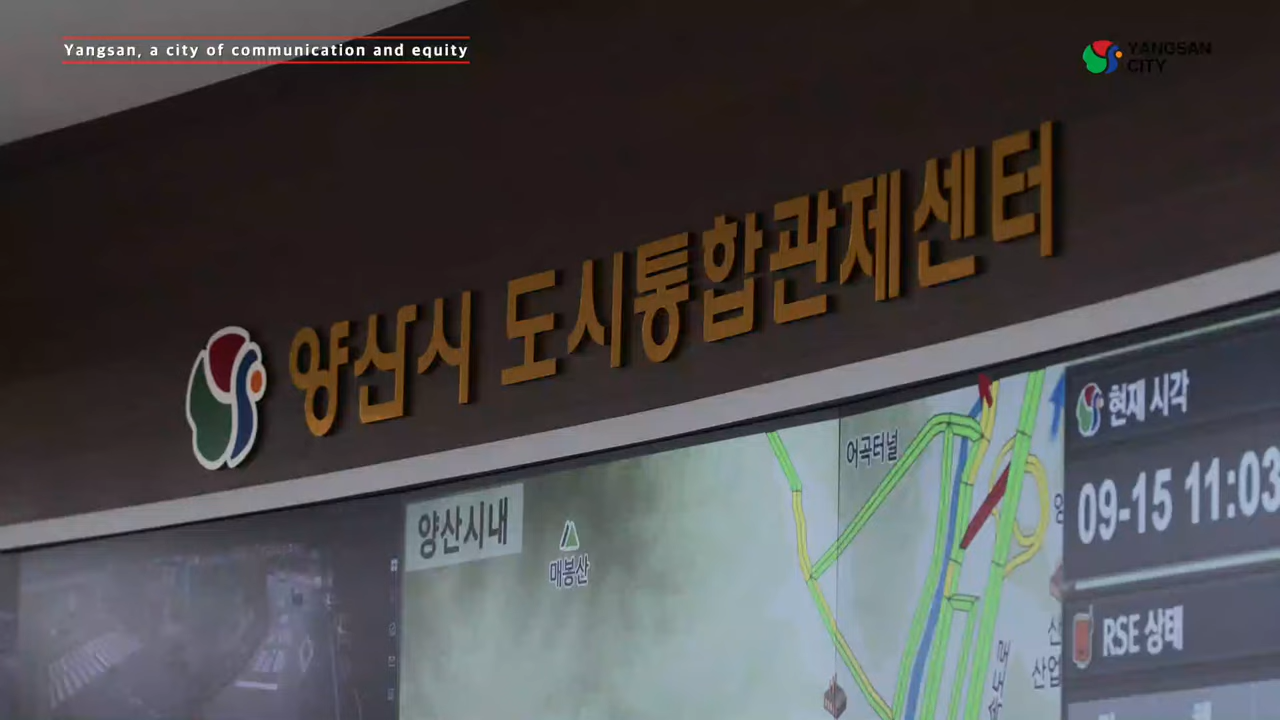 Yangsan, a city of communication and equity
YANGSAN
CITY
양산시 도시통합관제센터
양산시내
매봉산
어곡터널
현재 시각
09-15 11:03
RSE 상태
산업